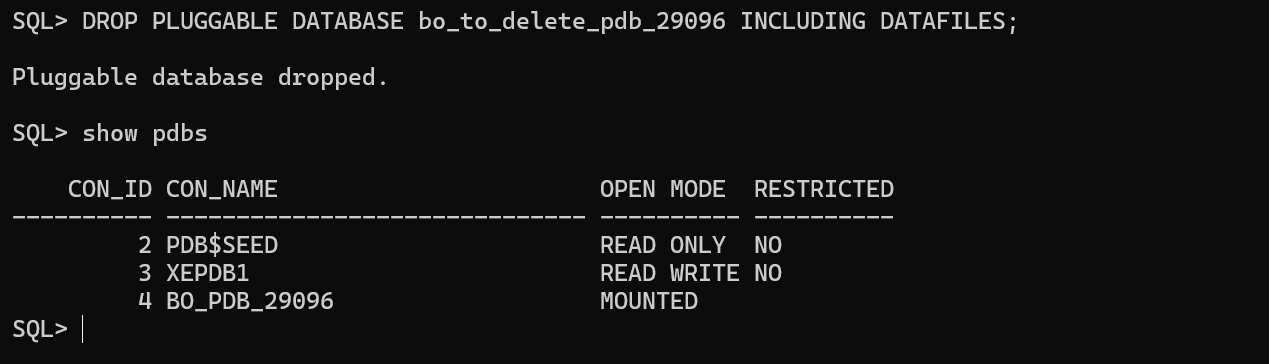 SQL> DROP PLUGGABLE DATABASE bo_to_delete_pdb_29096 INCLUDING DATAFILES;
Pluggable database dropped.
SQL> show pdbs
    CON_ID CON_NAME                       OPEN MODE  RESTRICTED
---------- ------------------------------ ---------- ----------
         2 PDB$SEED                       READ ONLY  NO
         3 XEPDB1                         READ WRITE NO
         4 BO_PDB_29096                   MOUNTED
SQL>